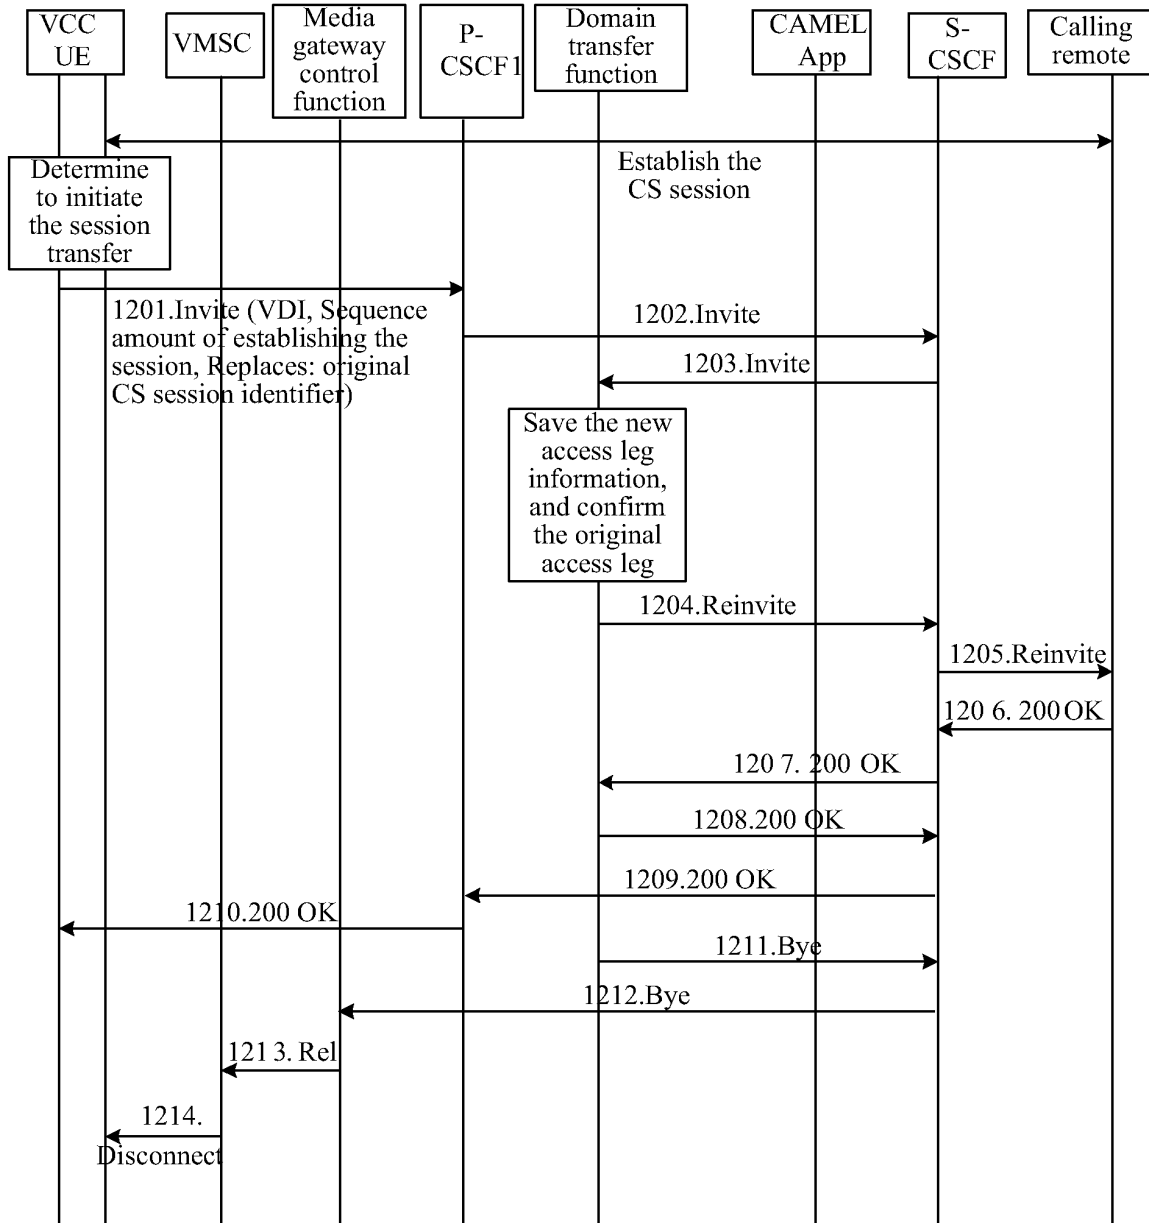 VCC
UE
VMSC
Media
gateway
control
function
P-
CSCF1
Domain
transfer
function
CAMEL
App
S-
CSCF
Calling
remote
Establish the
CS session
Determine
to initiate
the session
transfer
1201.Invite (VDI, Sequence
amount of establishing the
session, Replaces: original
CS session identifier)
1202.Invite
1203.Invite
Save the new
access leg
information,
and confirm
the original
access leg
1204.Reinvite
1205.Reinvite
120 6. 200 OK
120 7. 200 OK
1208.200 OK
1209.200 OK
1210.200 OK
1211.Bye
1212.Bye
121 3. Rel
1214.
Disconnect